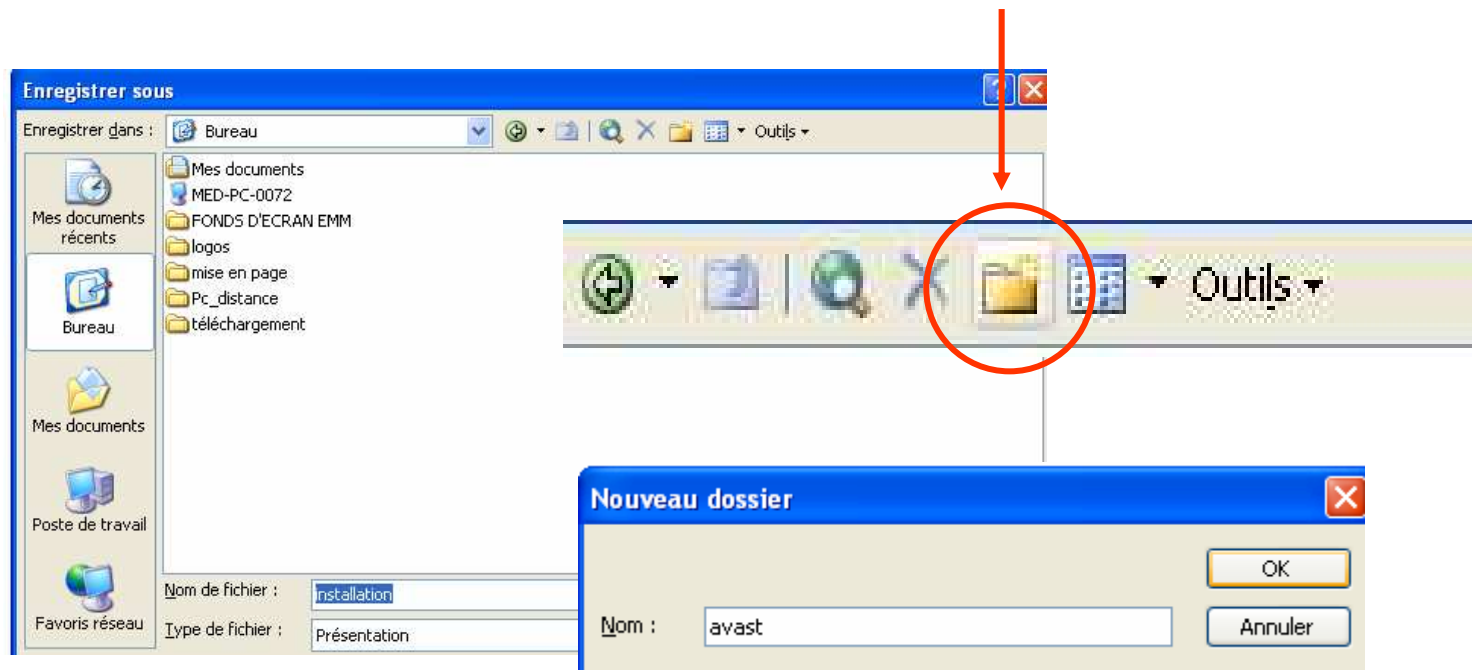 Enregistrer sous
Enregistrer dans :
Bureau
Outils
Mes documents récents
Bureau
Mes documents
Poste de travail
Favoris réseau
Mes documents
MED-PC-0072
FONDS D'ECRAN EMM
logos
mise en page
Pc_distance
téléchargement
Nom de fichier :
installation
Type de fichier :
Présentation
Outils
Nouveau dossier
Nom :
avast
OK
Annuler